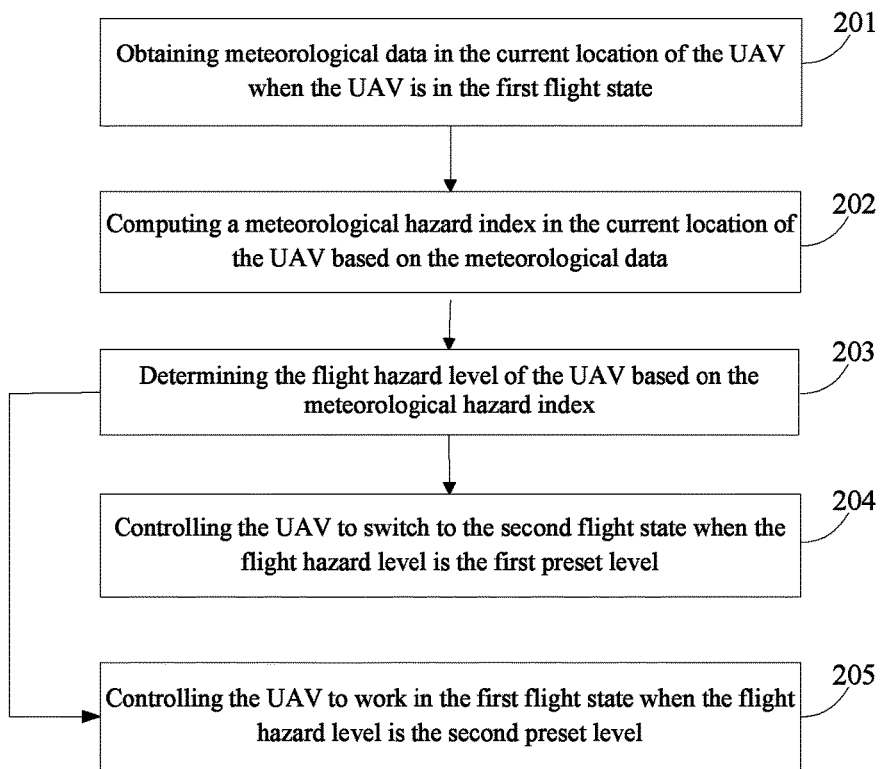 201
Obtaining meteorological data in the current location of the UAV
when the UAV is in the first flight state
202
Computing a meteorological hazard index in the current location of
the UAV based on the meteorological data
203
Determining the flight hazard level of the UAV based on the
meteorological hazard index
204
Controlling the UAV to switch to the second flight state when the
flight hazard level is the first preset level
205
Controlling the UAV to work in the first flight state when the flight
hazard level is the second preset level